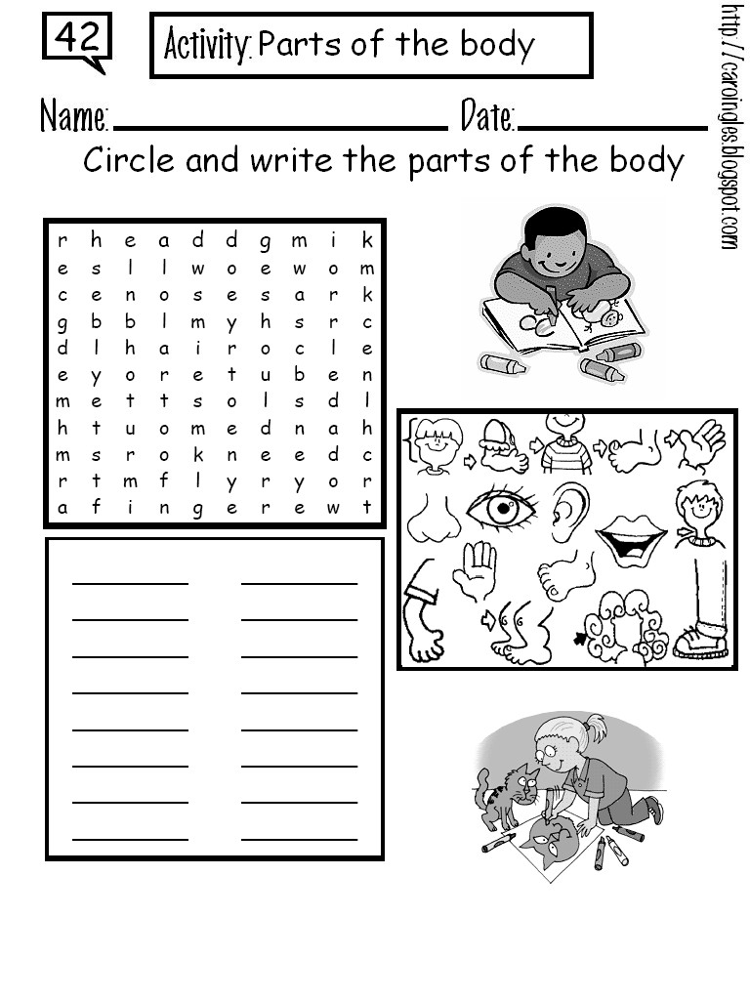 42
Activity: Parts of the body
http://caroingles.blogspot.com
Name:
Date:
Circle and write the parts of the body
r h e a d d g m i k
e s l l w o e w o m
c e n o s e s a r k
g b b l m y h s r c
d l h a i r o c l e
e y o r e t u b e n
m e t t s o l s d l
h t u o m e d n a h
m s r o k n e e d c
r t m f l y r y o r
a f i n g e r e w t